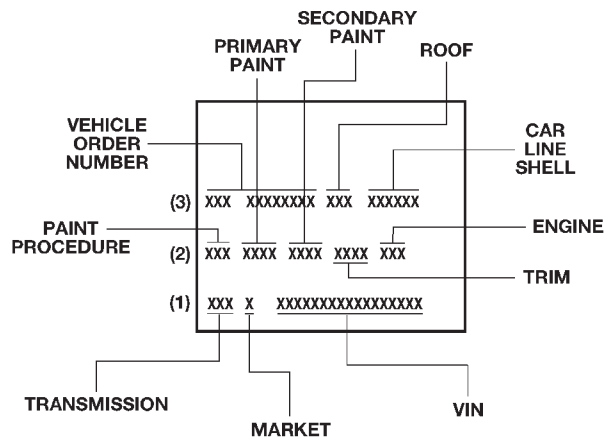 SECONDARY
PAINT
PRIMARY
PAINT
ROOF
VEHICLE
ORDER
NUMBER
CAR
LINE
SHELL
(3) XXX XXXXXXXX XXX XXXXXX
PAINT
PROCEDURE
ENGINE
(2) XXX XXXX XXXX XXXX XXX
TRIM
(1) XXX X XXXXXXXXXXXXXXXXX
TRANSMISSION
MARKET
VIN